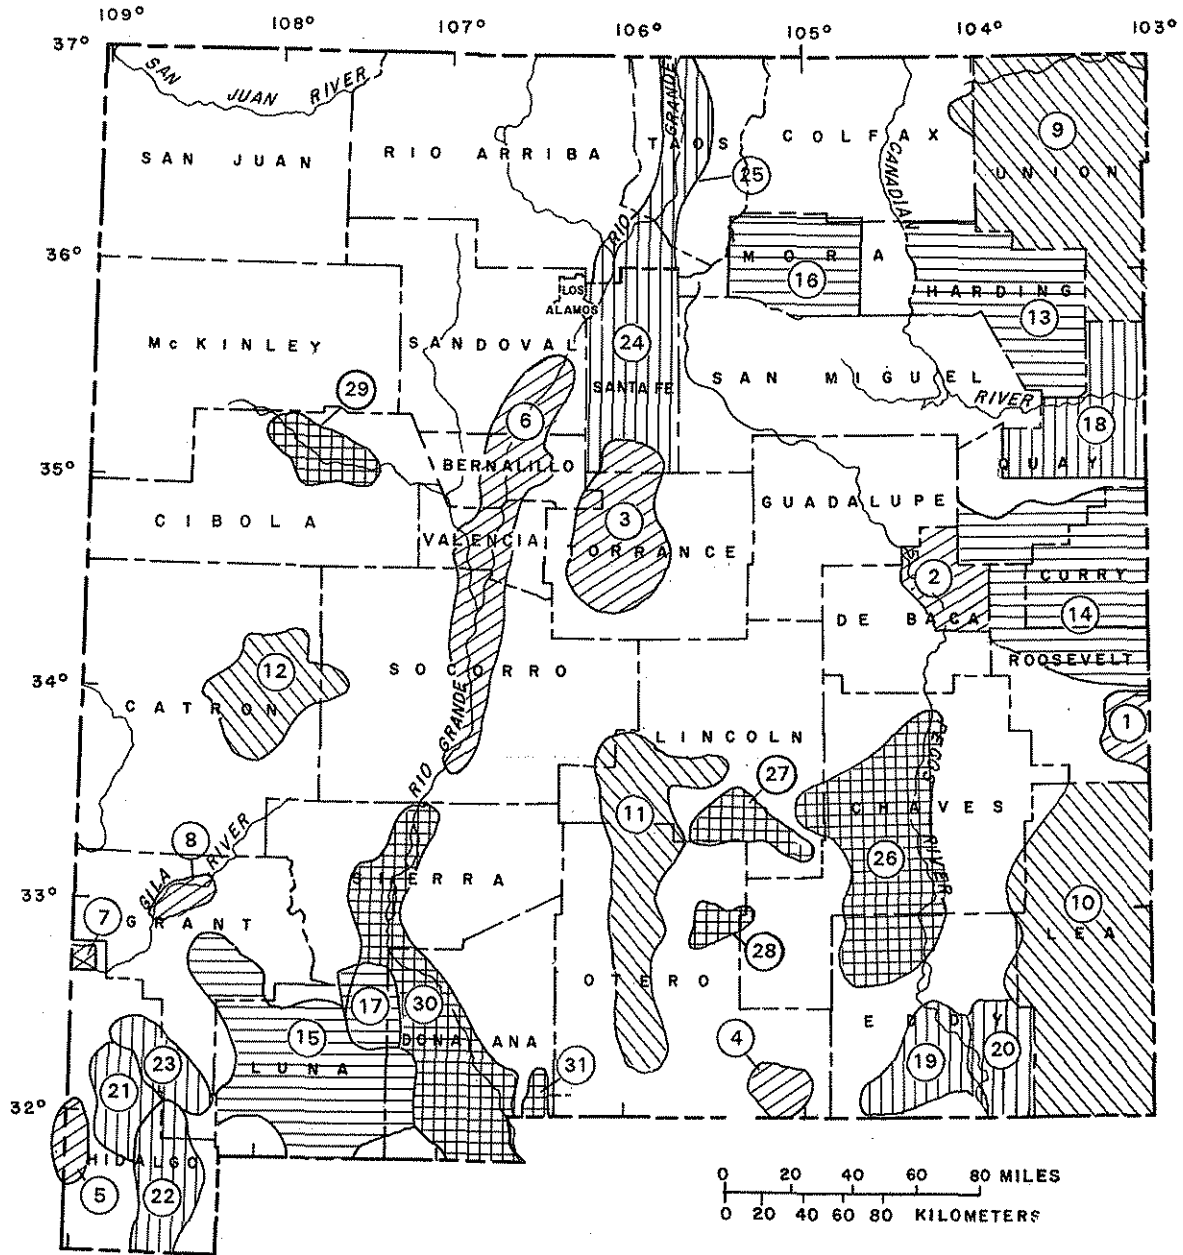 109° 108° 107° 106° 105° 104° 103°
37°
SAN JUAN RIVER
RIO GRANDE
TAOS
COLFAX
CANADIAN
9
UNION
SAN JUAN
RIO ARRIBA
25
36°
MORA
16
LOS ALAMOS
HARDING
13
McKINLEY
SANDOVAL
24
SANTA FE
SAN MIGUEL
RIVER
29
6
18
QUAY
35°
BERNALILLO
GUADALUPE
CIBOLA
VALENCIA
3
TORRANCE
2
CURRY
DE BACA
14
SOCORRO
ROOSEVELT
12
34°
CATRON
RIO GRANDE
LINCOLN
PECOS RIVER
1
27
11
CHAVES
8
GILA RIVER
26
SIERRA
33°
7
GRANT
10
LEA
28
OTERO
17
30
DONA ANA
15
LUNA
EDDY
4
19
20
23
21
31
32°
HIDALGO
5
22
0 20 40 60 80 MILES
0 20 40 60 80 KILOMETERS